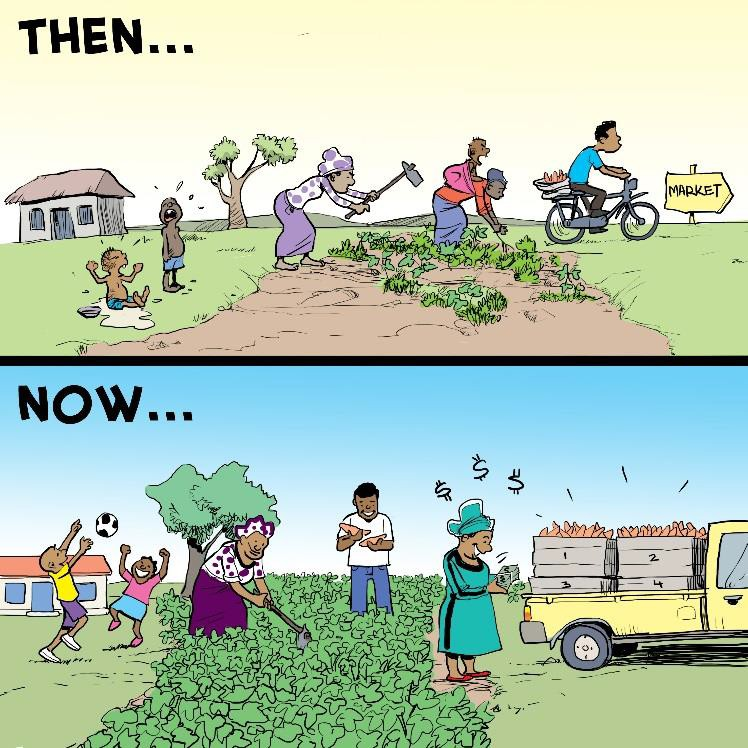 THEN...
MARKET
NOW...
$ $ $
1 2
3 4